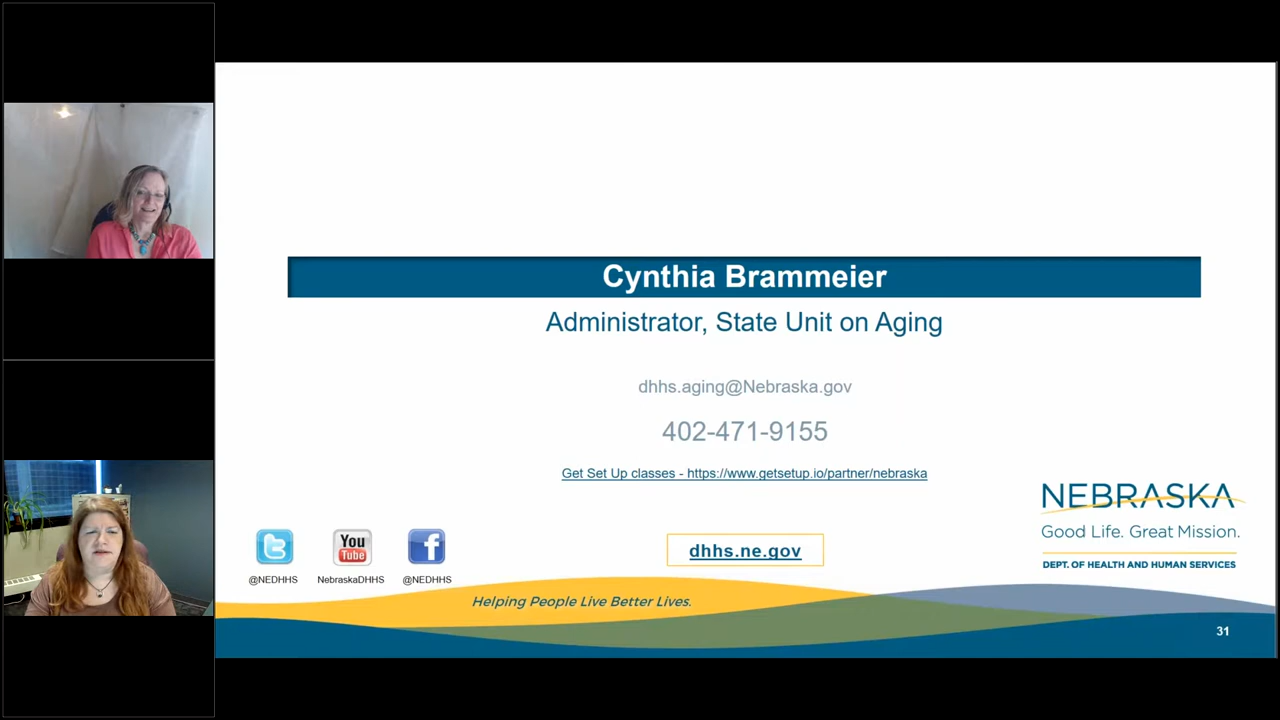 Cynthia Brammeier
Administrator, State Unit on Aging
dhhs.aging@Nebraska.gov
402-471-9155
Get Set Up classes - https://www.getsetup.io/partner/nebraska
NEBRASKA
Good Life. Great Mission.
DEPT. OF HEALTH AND HUMAN SERVICES
You
Tube
@NEDHHS
NebraskaDHHS
@NEDHHS
dhhs.ne.gov
Helping People Live Better Lives.
31